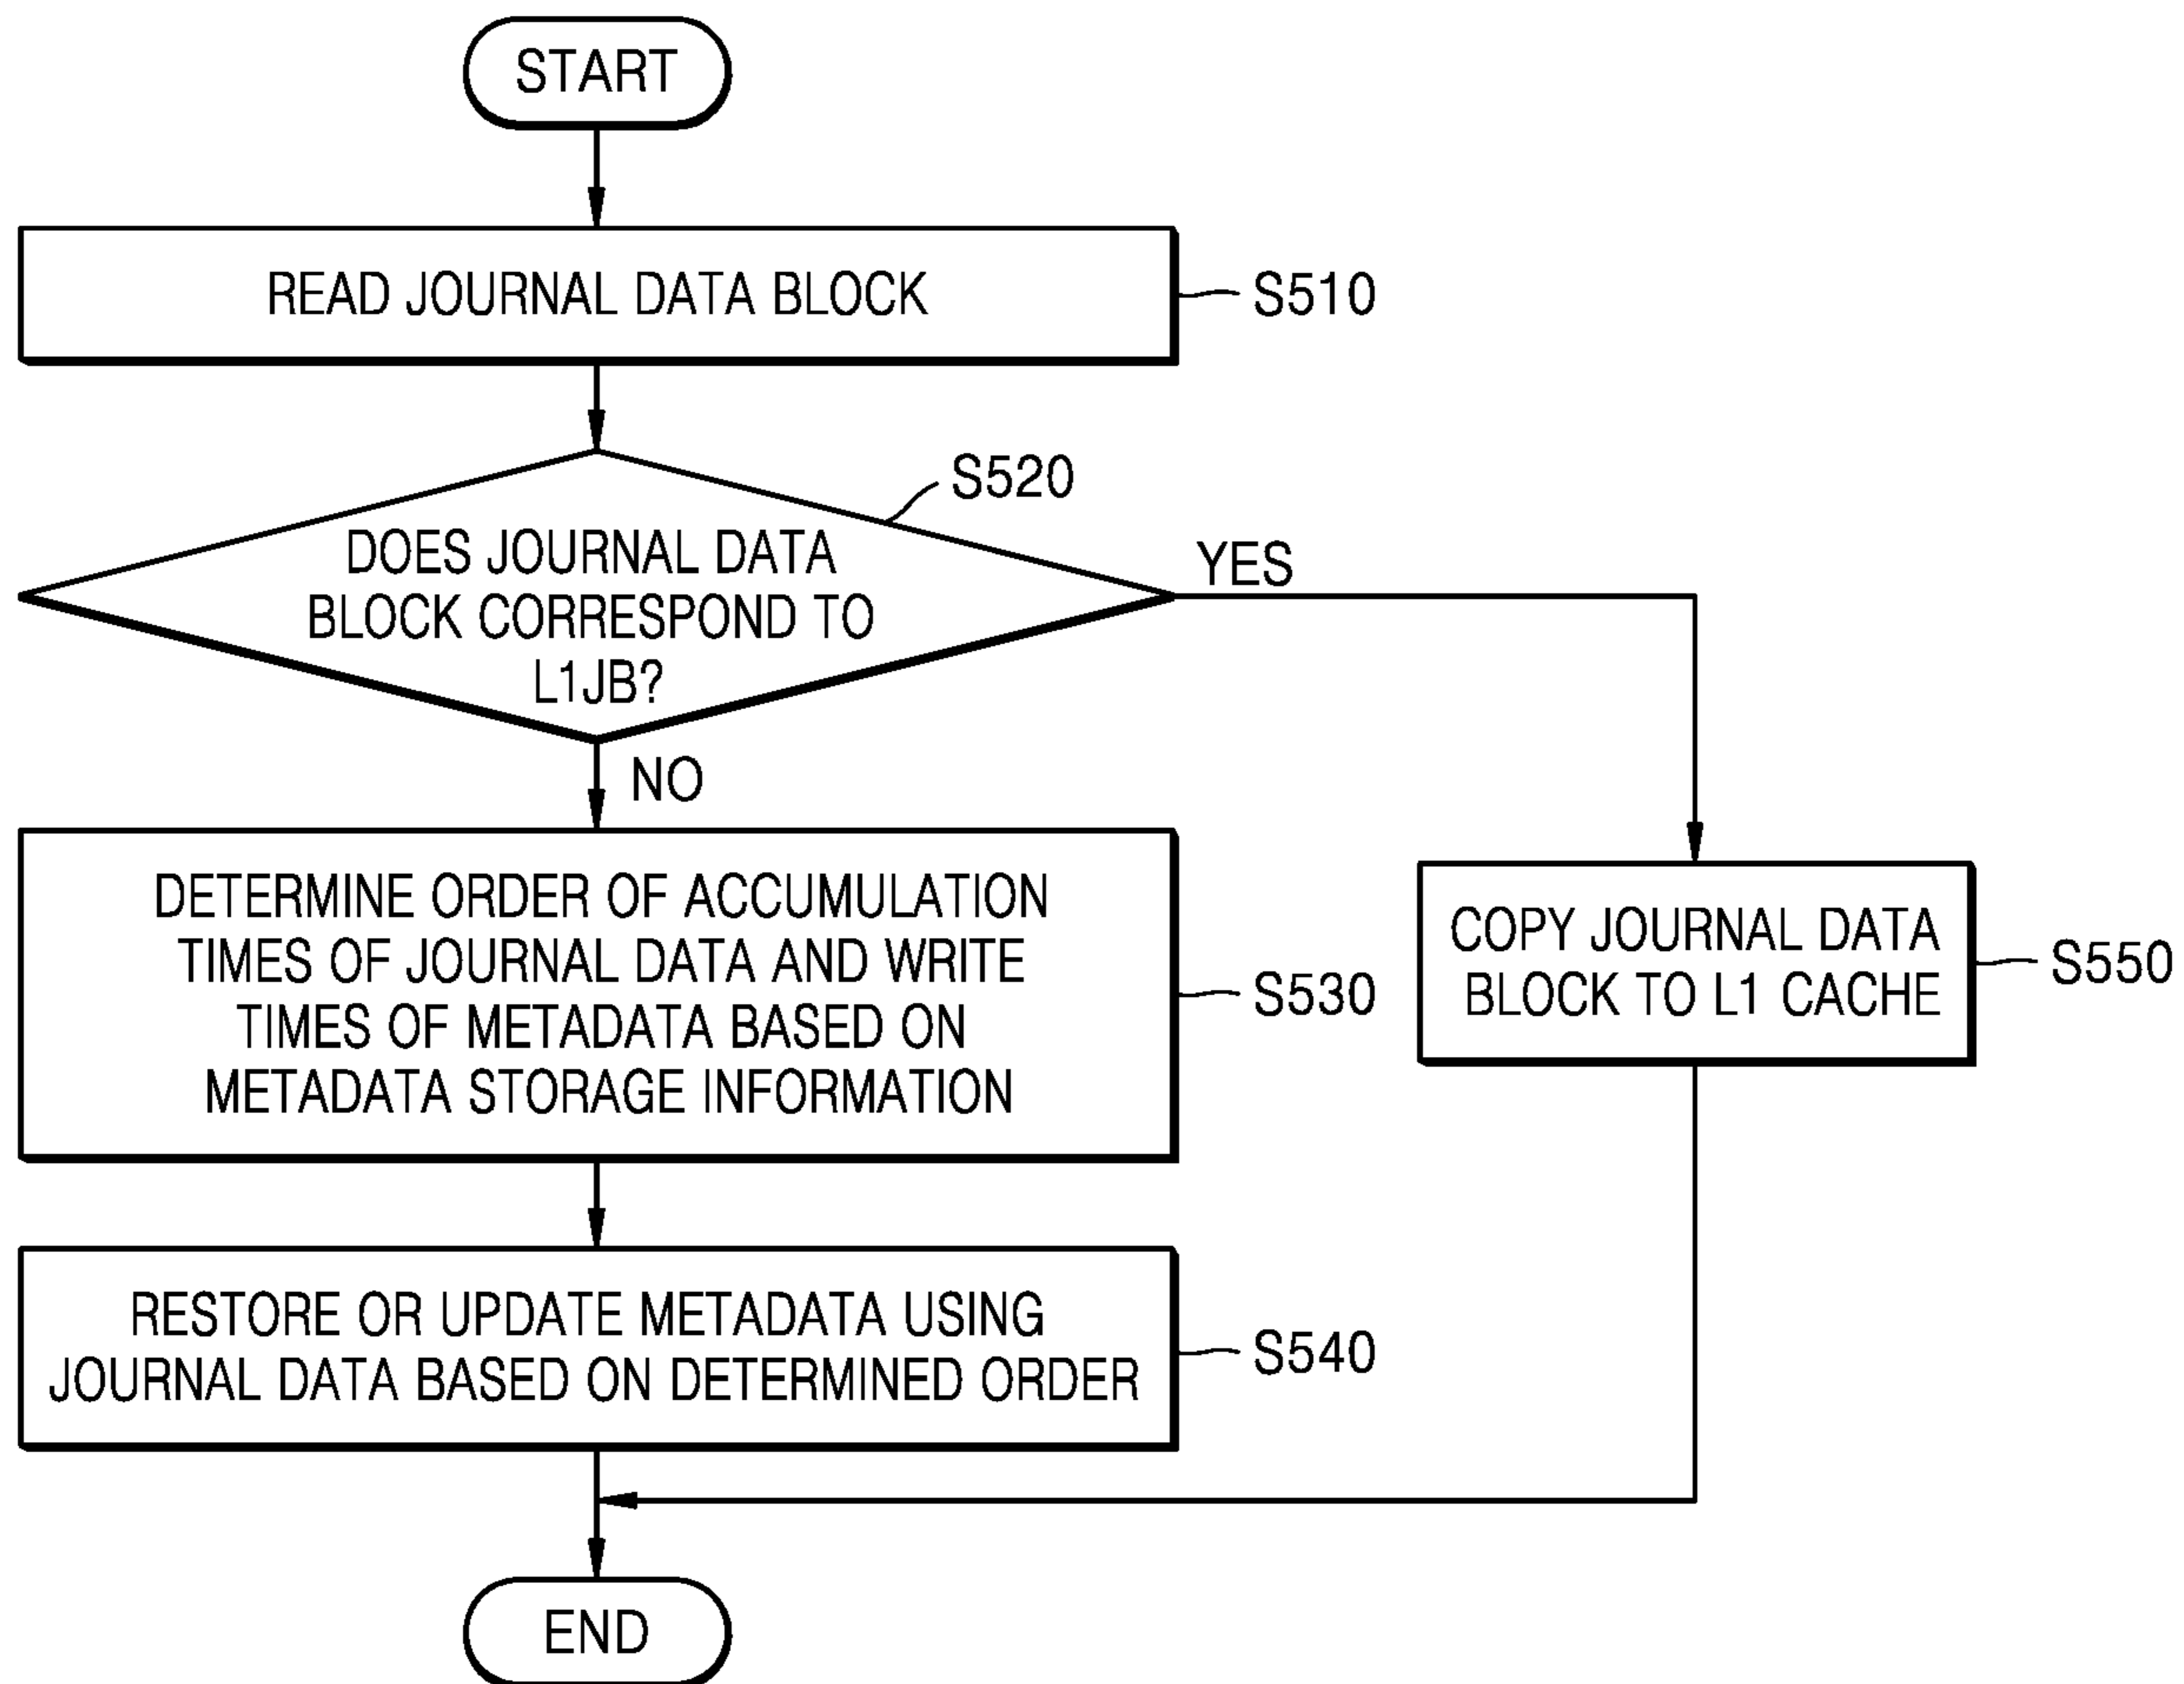 START
READ JOURNAL DATA BLOCK
S510
S520
DOES JOURNAL DATA
BLOCK CORRESPOND TO
L1JB?
YES
NO
DETERMINE ORDER OF ACCUMULATION
TIMES OF JOURNAL DATA AND WRITE
TIMES OF METADATA BASED ON
METADATA STORAGE INFORMATION
S530
COPY JOURNAL DATA
BLOCK TO L1 CACHE
S550
RESTORE OR UPDATE METADATA USING
JOURNAL DATA BASED ON DETERMINED ORDER
S540
END